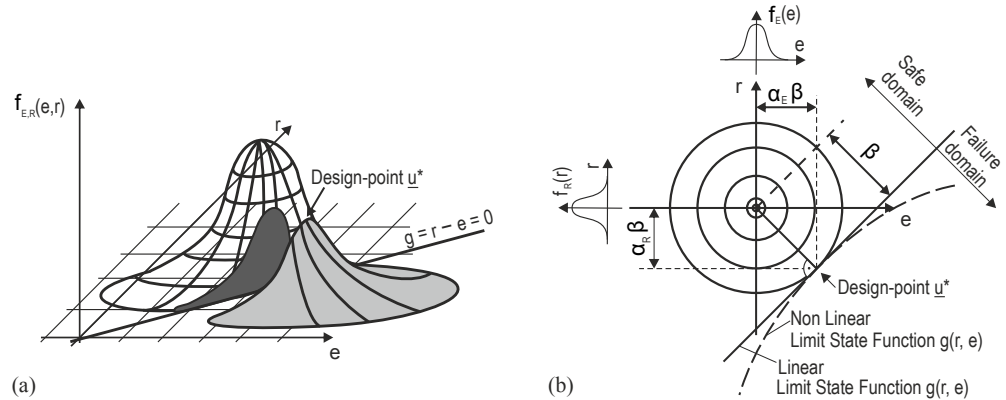 f_E,R(e,r)
r
Design-point u*
g = r – e = 0
e
(a)
f_E(e)
e
r
α_E β
Safe
domain
Failure
domain
β
r
f_R(r)
α_R β
e
Design-point u*
Non Linear
Limit State Function g(r, e)
Linear
Limit State Function g(r, e)
(b)